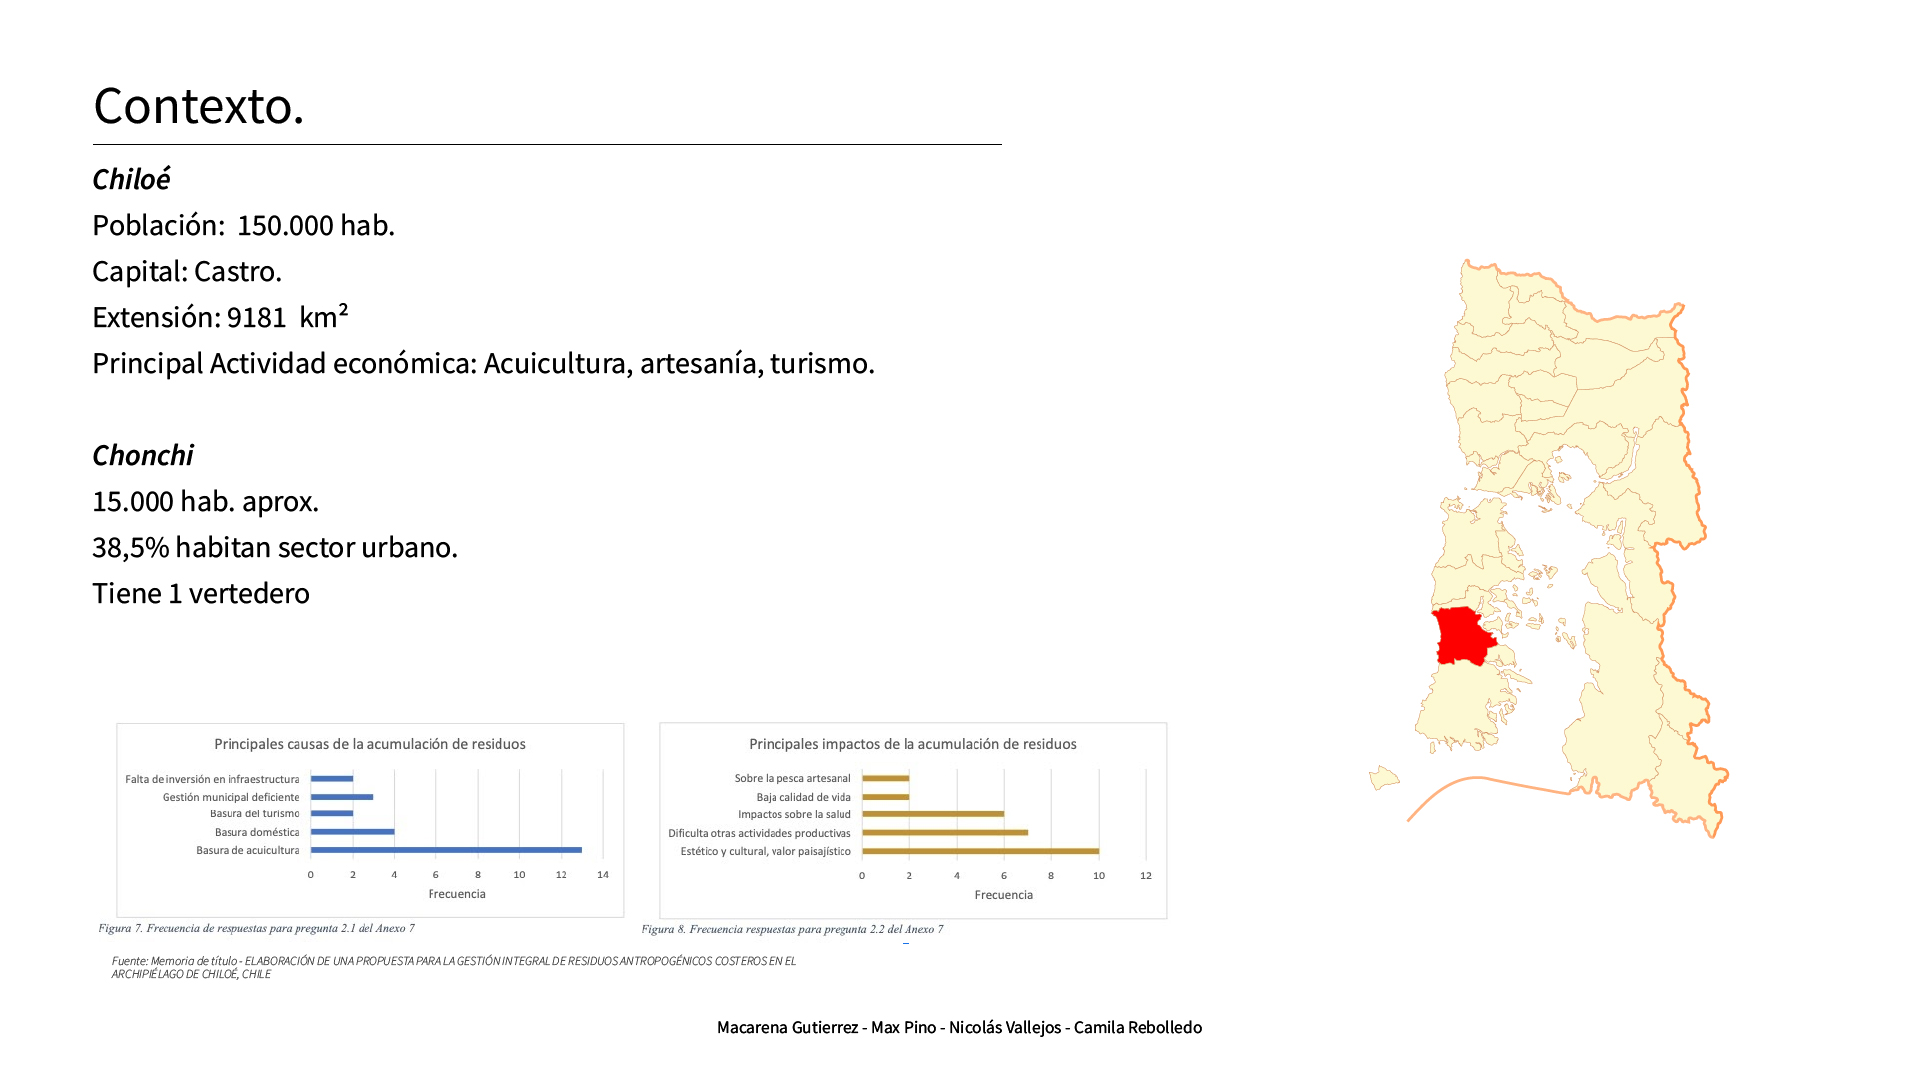 Contexto.
Chiloé
Población:  150.000 hab.
Capital: Castro.
Extensión: 9181  km²
Principal Actividad económica: Acuicultura, artesanía, turismo.
Chonchi
15.000 hab. aprox.
38,5% habitan sector urbano.
Tiene 1 vertedero
Principales causas de la acumulación de residuos
Falta de inversión en infraestructura
Gestión municipal deficiente
Basura del turismo
Basura doméstica
Basura de acuicultura
0 2 4 6 8 10 12 14
Frecuencia
Figura 7. Frecuencia de respuestas para pregunta 2.1 del Anexo 7
Principales impactos de la acumulación de residuos
Sobre la pesca artesanal
Baja calidad de vida
Impactos sobre la salud
Dificulta otras actividades productivas
Estético y cultural, valor paisajístico
0 2 4 6 8 10 12
Frecuencia
Figura 8. Frecuencia respuestas para pregunta 2.2 del Anexo 7
Fuente: Memoria de título - ELABORACIÓN DE UNA PROPUESTA PARA LA GESTIÓN INTEGRAL DE RESIDUOS ANTROPOGÉNICOS COSTEROS EN EL
ARCHIPIÉLAGO DE CHILOÉ, CHILE
Macarena Gutierrez - Max Pino - Nicolás Vallejos - Camila Rebolledo